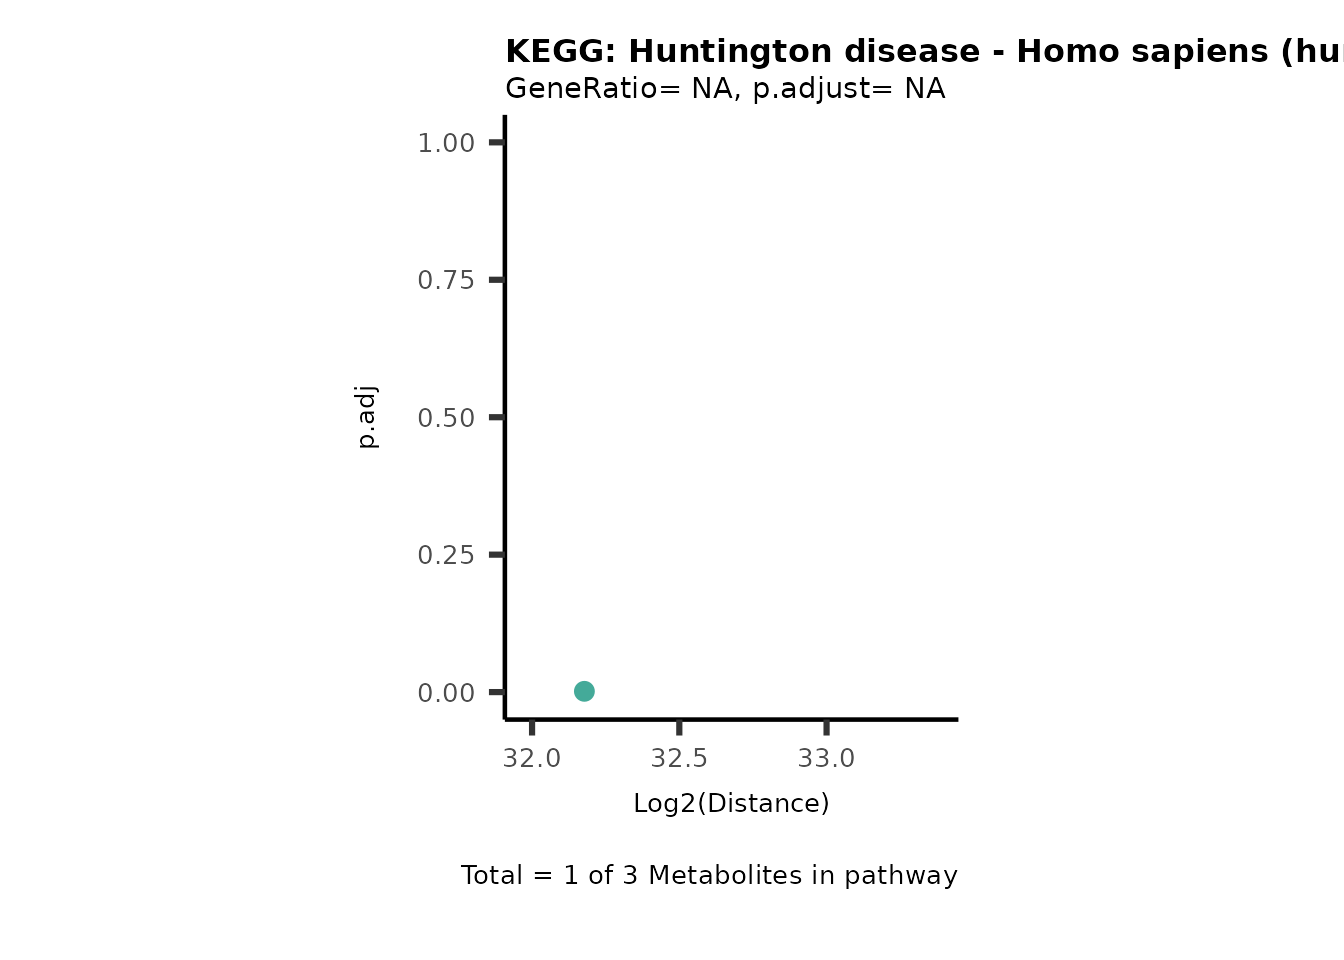 KEGG: Huntington disease - Homo sapiens (hu
GeneRatio= NA, p.adjust= NA
1.00
0.75
0.50
0.25
0.00
p.adj
32.0 32.5 33.0
Log2(Distance)
Total = 1 of 3 Metabolites in pathway